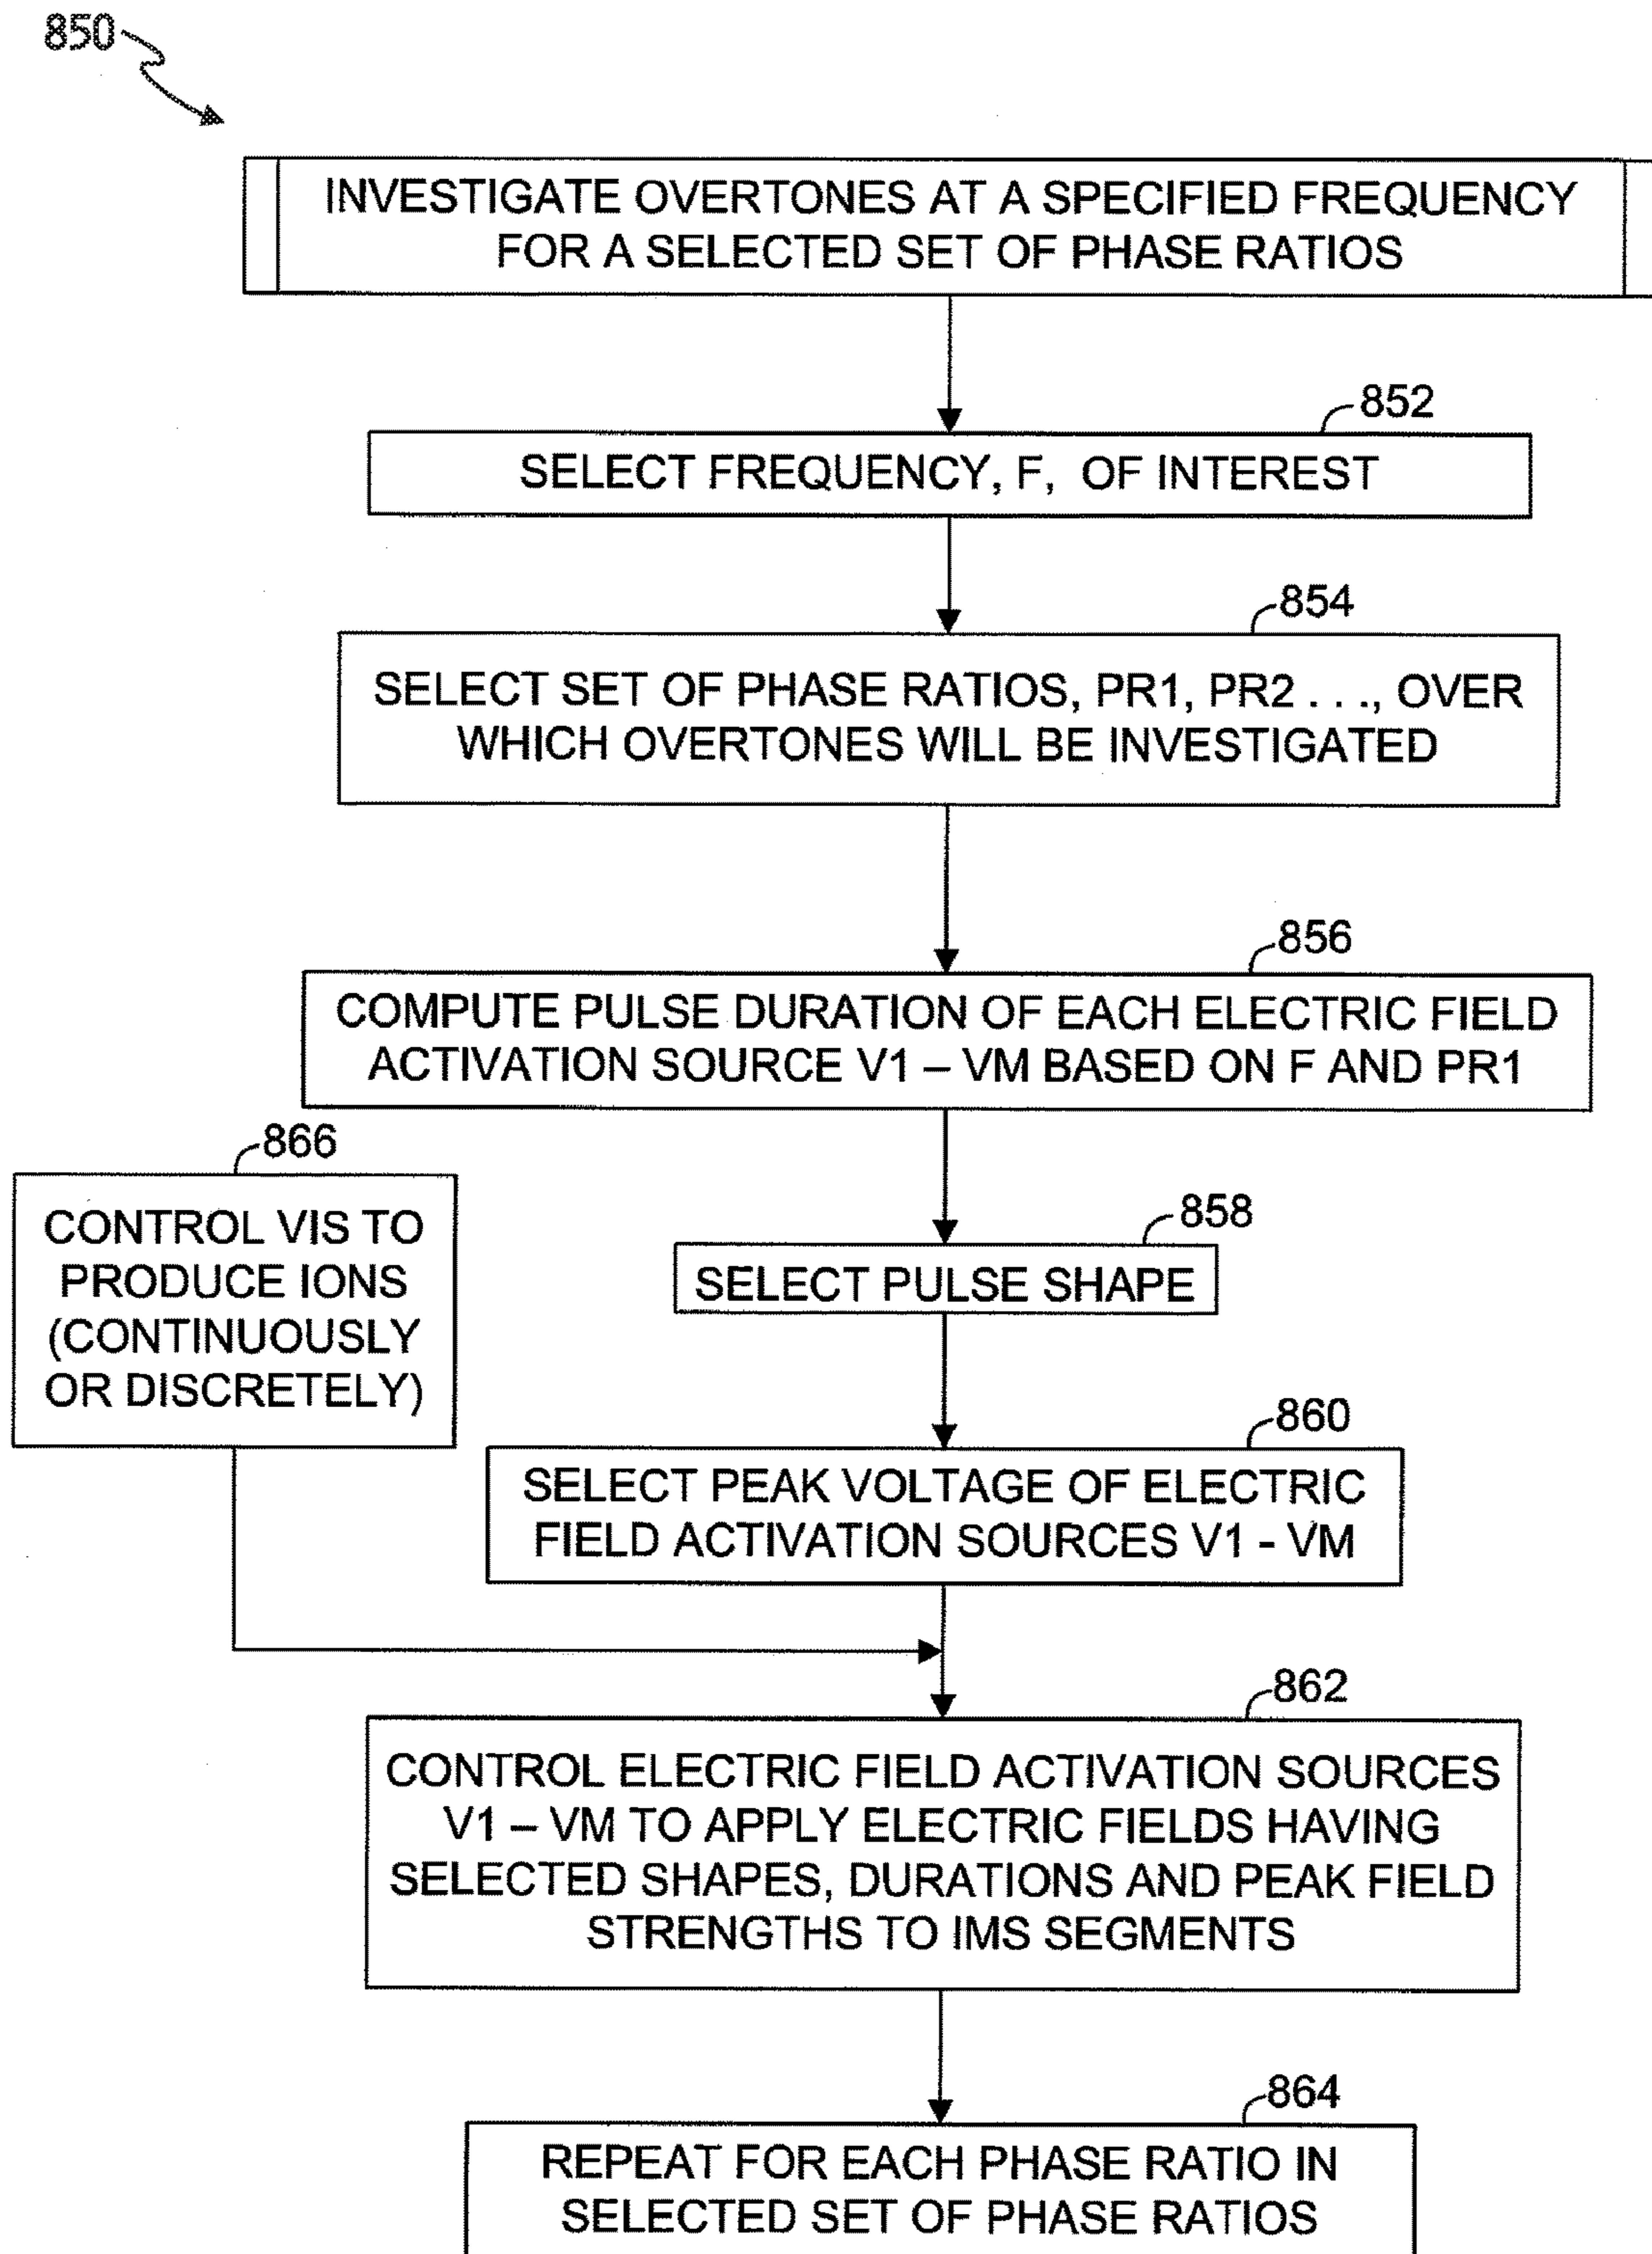 850
INVESTIGATE OVERTONES AT A SPECIFIED FREQUENCY
FOR A SELECTED SET OF PHASE RATIOS
852
SELECT FREQUENCY, F, OF INTEREST
854
SELECT SET OF PHASE RATIOS, PR1, PR2 . . ., OVER
WHICH OVERTONES WILL BE INVESTIGATED
856
COMPUTE PULSE DURATION OF EACH ELECTRIC FIELD
ACTIVATION SOURCE V1 – VM BASED ON F AND PR1
866
CONTROL VIS TO
PRODUCE IONS
(CONTINUOUSLY
OR DISCRETELY)
858
SELECT PULSE SHAPE
860
SELECT PEAK VOLTAGE OF ELECTRIC
FIELD ACTIVATION SOURCES V1 - VM
862
CONTROL ELECTRIC FIELD ACTIVATION SOURCES
V1 – VM TO APPLY ELECTRIC FIELDS HAVING
SELECTED SHAPES, DURATIONS AND PEAK FIELD
STRENGTHS TO IMS SEGMENTS
864
REPEAT FOR EACH PHASE RATIO IN
SELECTED SET OF PHASE RATIOS